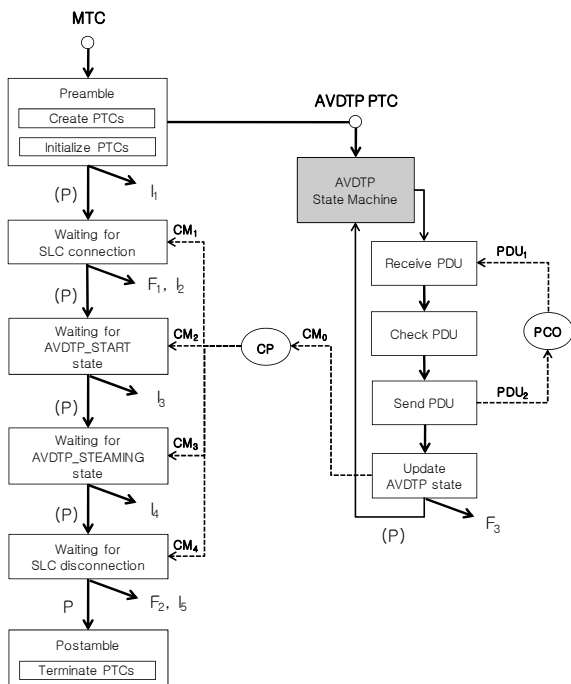 MTC
Preamble
Create PTCs
Initialize PTCs
(P)
I1
Waiting for
SLC connection
CM1
(P)
F1, I2
Waiting for
AVDTP_START
state
CM2
(P)
I3
Waiting for
AVDTP_STEAMING
state
CM3
(P)
I4
Waiting for
SLC disconnection
CM4
P
F2, I5
Postamble
Terminate PTCs
CP
CM0
AVDTP PTC
AVDTP
State Machine
Receive PDU
PDU1
Check PDU
PCO
Send PDU
PDU2
Update
AVDTP state
(P)
F3